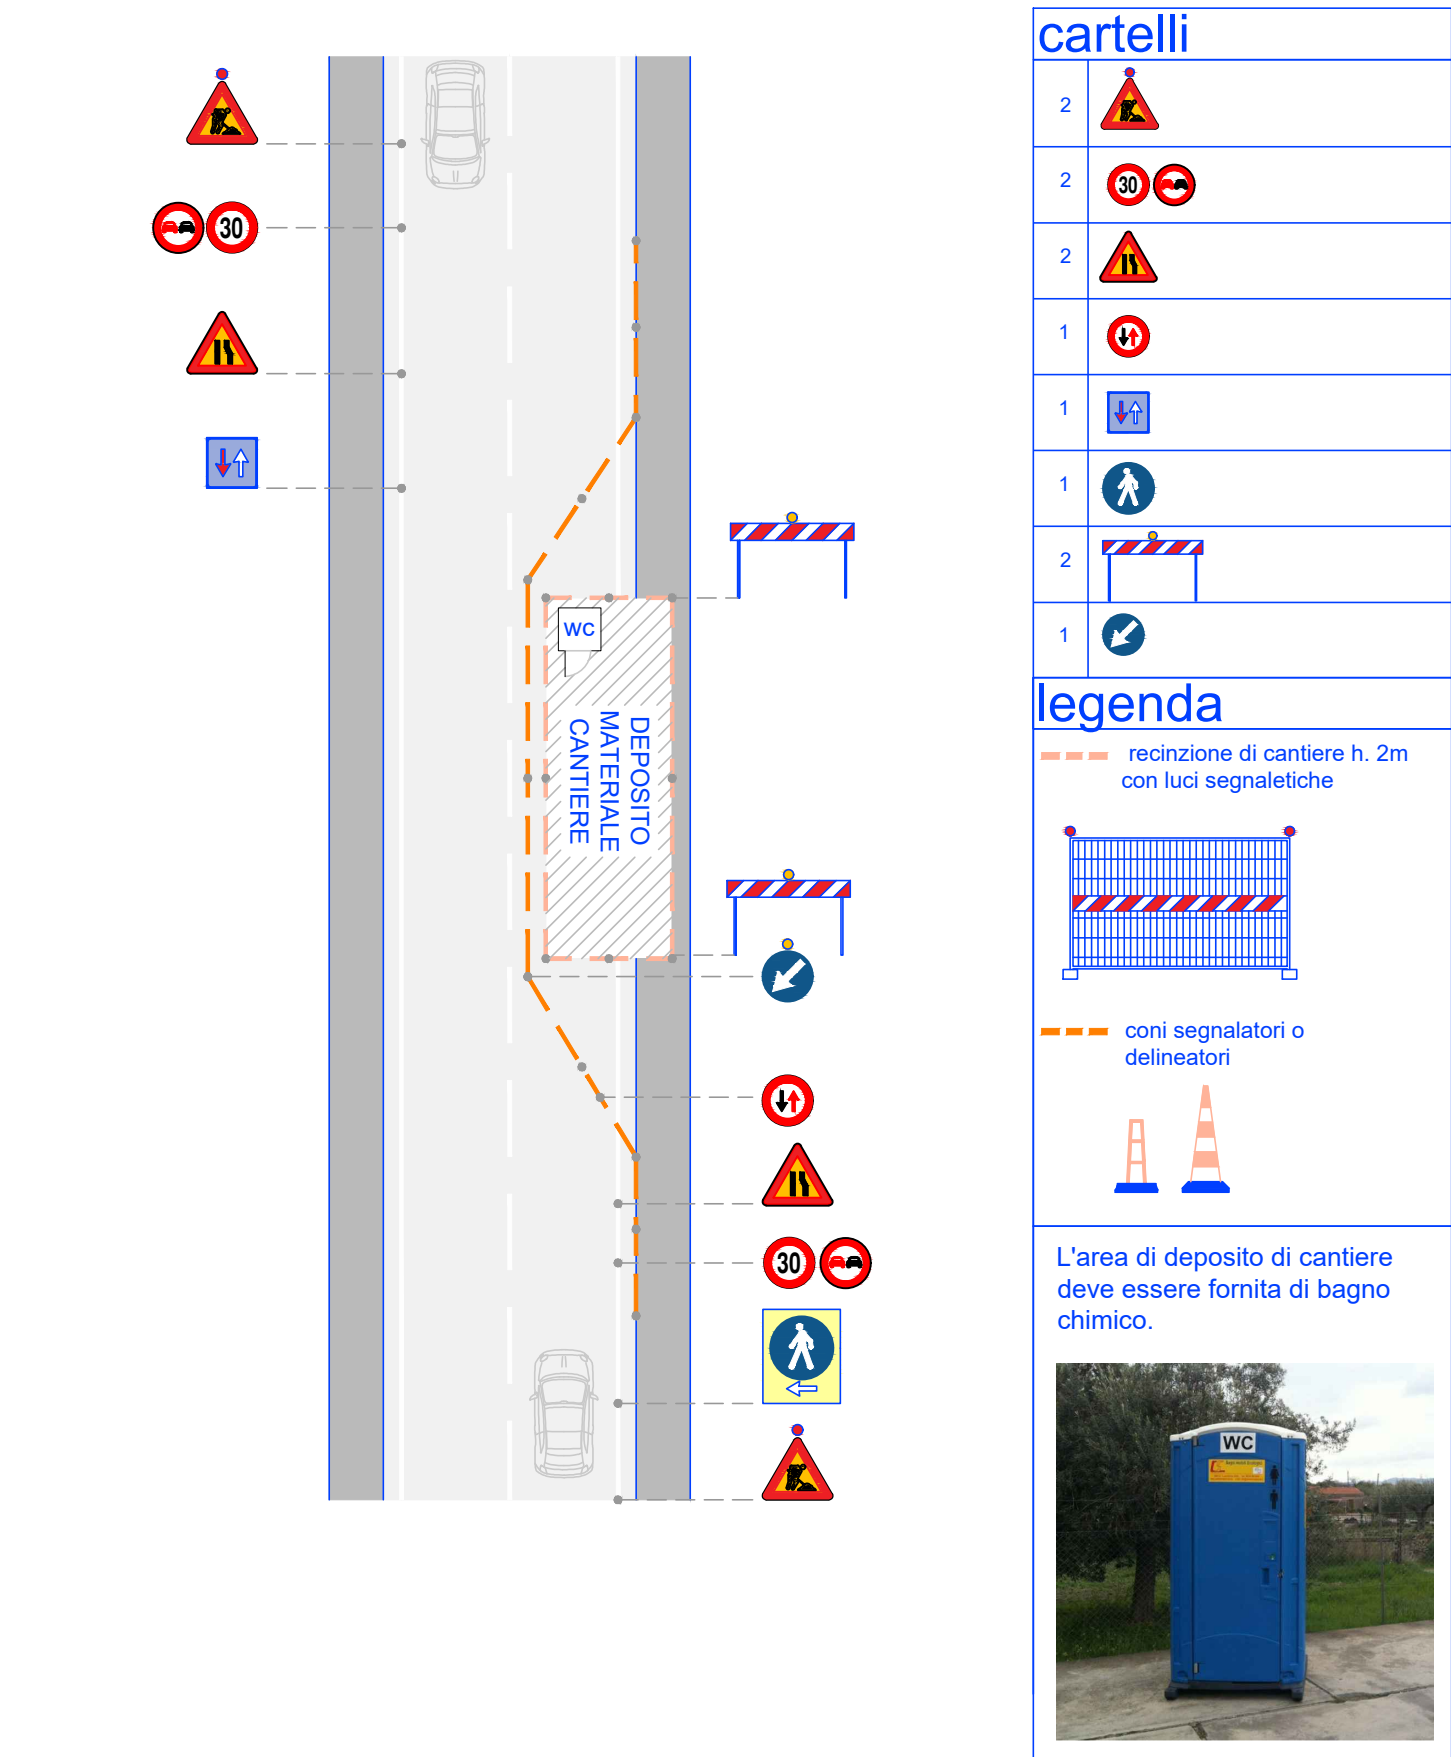 cartelli
2
2
30
2
1
1
1
2
1
30
WC
DEPOSITO
MATERIALE
CANTIERE
30
legenda
recinzione di cantiere h. 2m
con luci segnaletiche
coni segnalatori o
delineatori
L'area di deposito di cantiere
deve essere fornita di bagno
chimico.
WC